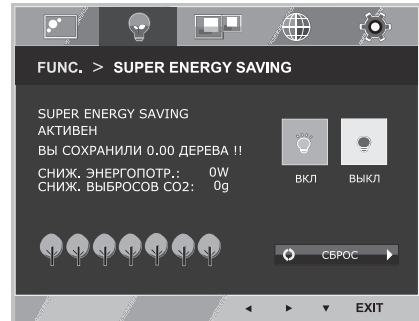 FUNC. > SUPER ENERGY SAVING
SUPER ENERGY SAVING
АКТИВЕН
ВЫ СОХРАНИЛИ 0.00 ДЕРЕВА !!
СНИЖ. ЭНЕРГОПОТР.: 0W
СНИЖ. ВЫБРОСОВ СО2: 0g
ВКЛ ВЫКЛ
СБРОС
EXIT